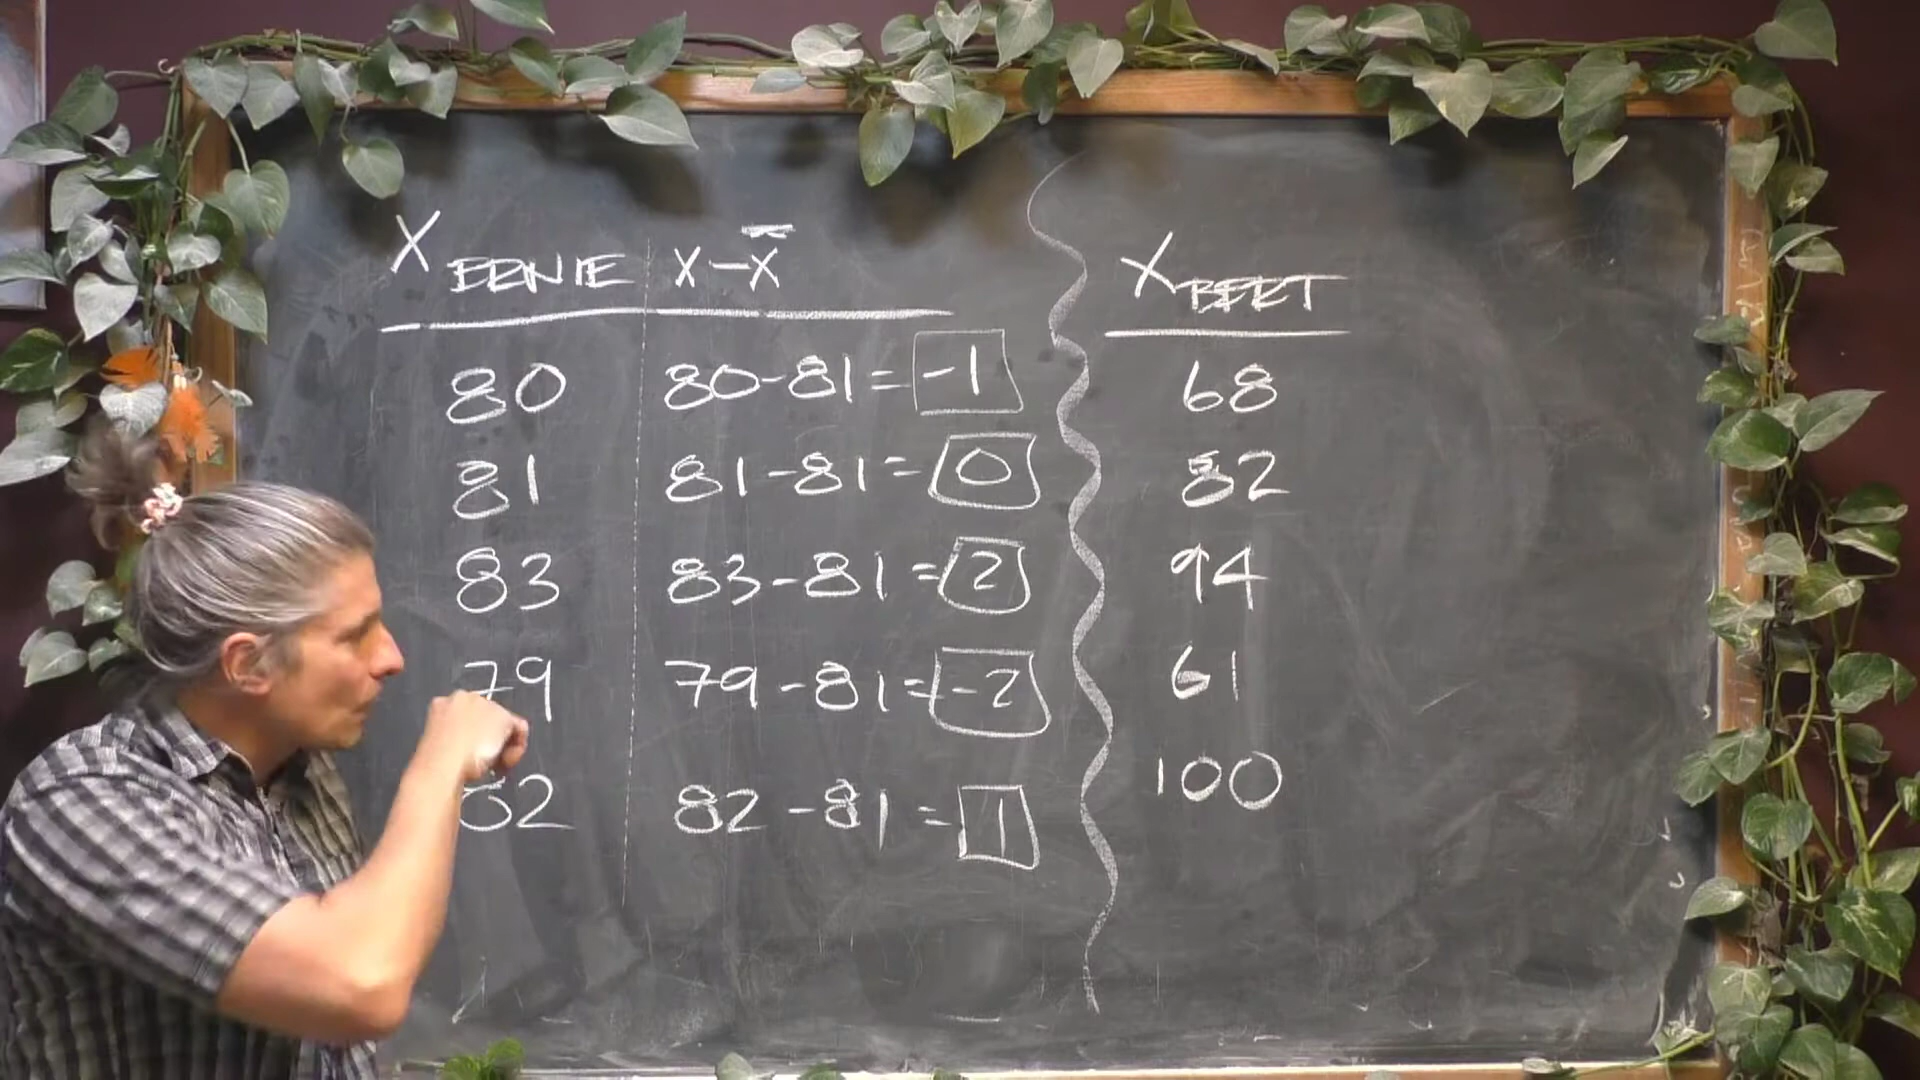 X ERNIE X-X̄ X BERT
80 80-81=-1 68
81 81-81=0 82
83 83-81=2 94
79 79-81=-2 61
82 82-81=1 100